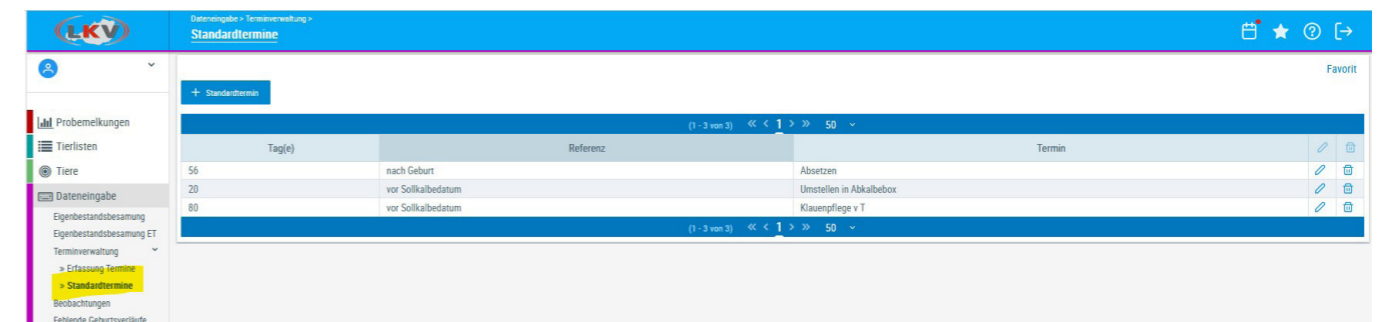 LKV
Dateneingabe > Terminverwaltung >
Standardtermine
Favorit
+ Standardtermin
Probemelkungen
Tierlisten
Tiere
Dateneingabe
Eigenbestandsbesamung
Eigenbestandsbesamung ET
Terminverwaltung
» Erfassung Termine
» Standardtermine
Beobachtungen
Fehlende Geburtsverläufe
(1 - 3 von 3) « < 1 > » 50
Tag(e) Referenz Termin
56 nach Geburt Absetzen
20 vor Sollkalbedatum Umstellen in Abkalbebox
80 vor Sollkalbedatum Klauenpflege v T
(1 - 3 von 3) « < 1 > » 50